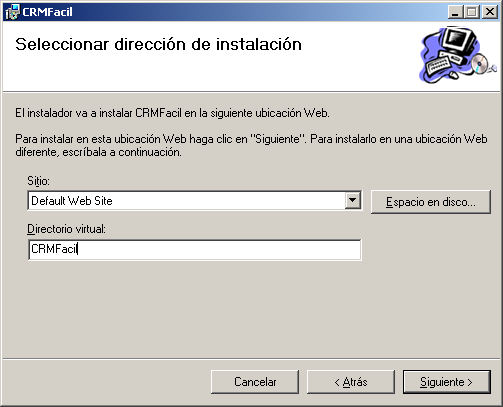 CRMFacil
Seleccionar dirección de instalación
El instalador va a instalar CRMFacil en la siguiente ubicación Web.
Para instalar en esta ubicación Web haga clic en "Siguiente". Para instalarlo en una ubicación Web
diferente, escríbala a continuación.
Sitio:
Default Web Site
Espacio en disco...
Directorio virtual:
CRMFacil
Cancelar
< Atrás
Siguiente >